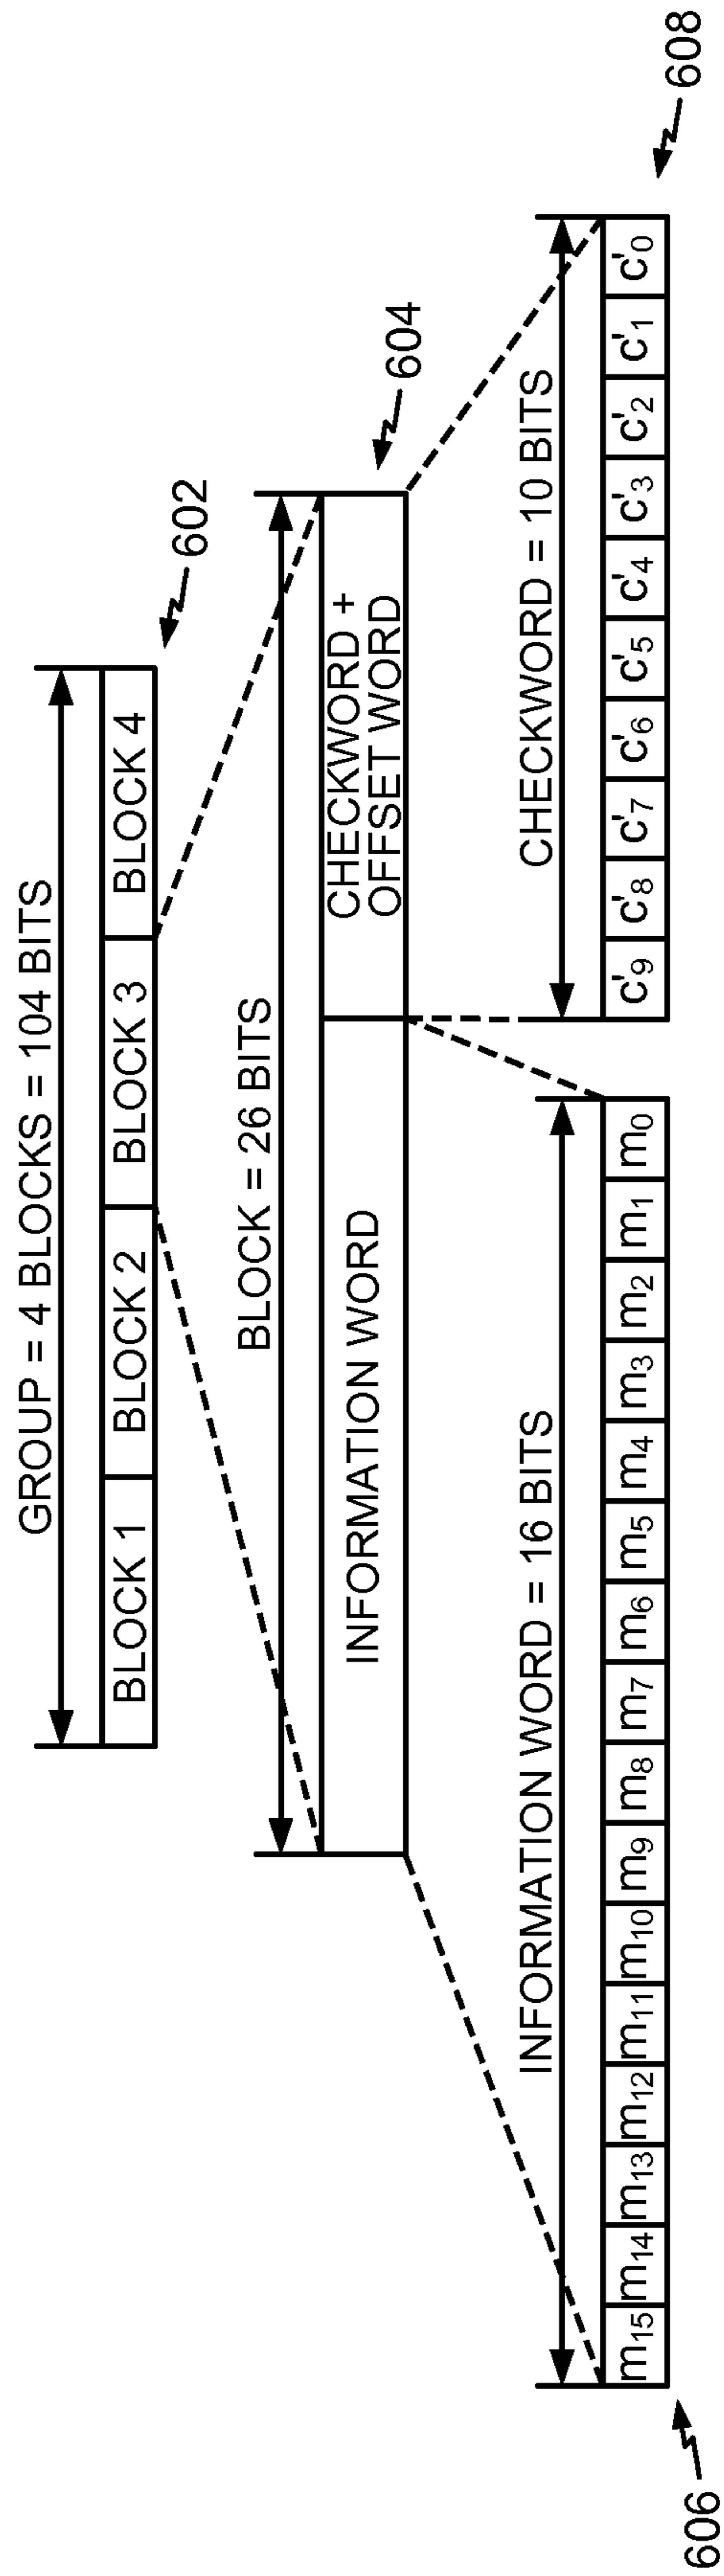 GROUP = 4 BLOCKS = 104 BITS
BLOCK 1 BLOCK 2 BLOCK 3 BLOCK 4
602
BLOCK = 26 BITS
INFORMATION WORD
CHECKWORD +
OFFSET WORD
604
INFORMATION WORD = 16 BITS
CHECKWORD = 10 BITS
m15 m14 m13 m12 m11 m10 m9 m8 m7 m6 m5 m4 m3 m2 m1 m0
c'9 c'8 c'7 c'6 c'5 c'4 c'3 c'2 c'1 c'0
606
608